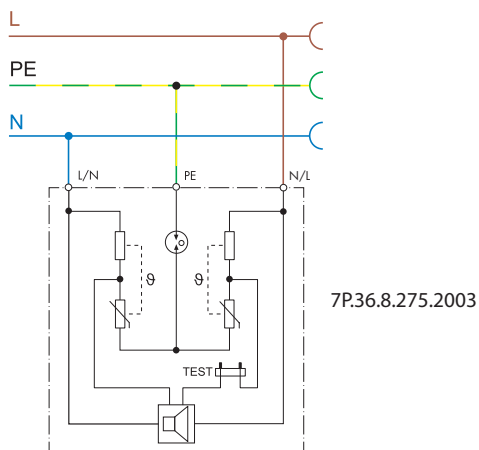 L
PE
N
L/N
PE
N/L
ϑ
ϑ
7P.36.8.275.2003
TEST